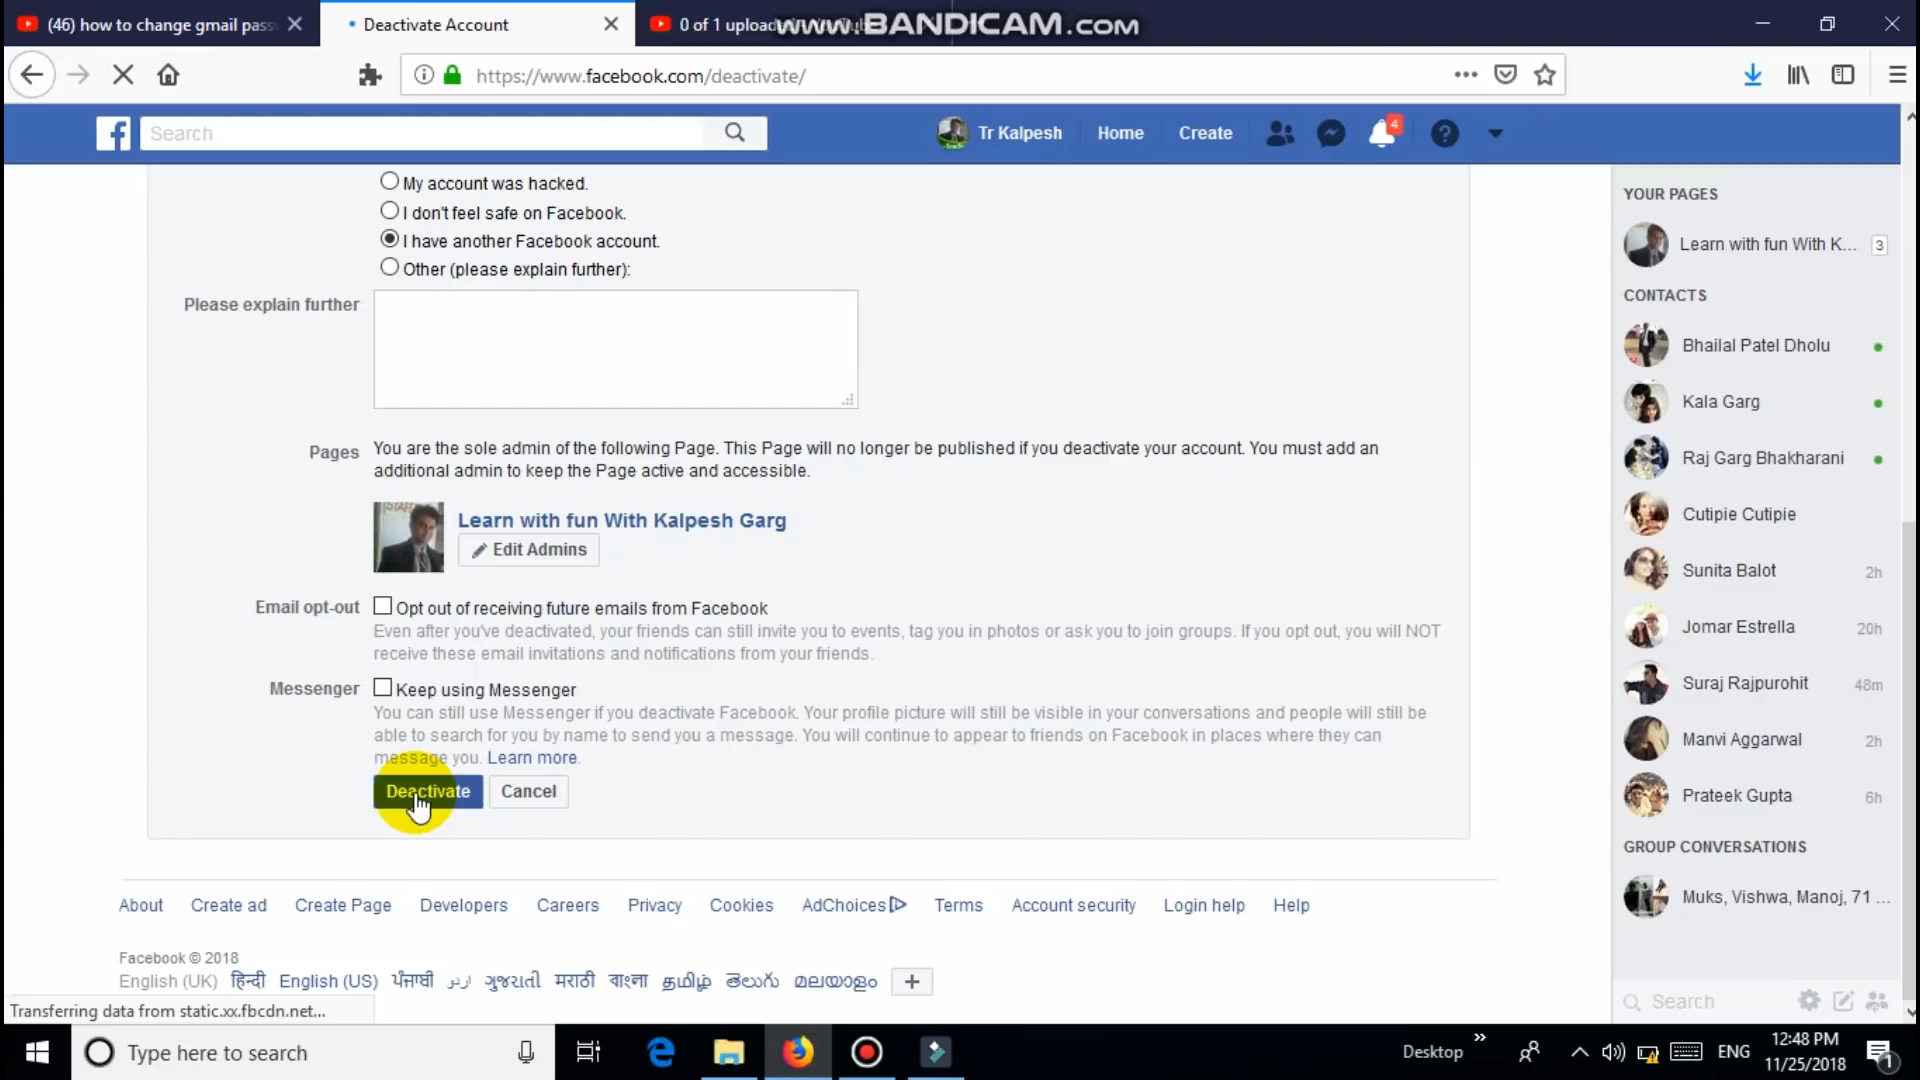 (46) how to change gmail pass
Deactivate Account
0 of 1 upload
www.BANDICAM.com
https://www.facebook.com/deactivate/
Search
Tr Kalpesh
Home
Create
4
My account was hacked.
I don't feel safe on Facebook.
I have another Facebook account.
Other (please explain further):
Please explain further
Pages
You are the sole admin of the following Page. This Page will no longer be published if you deactivate your account. You must add an
additional admin to keep the Page active and accessible.
Learn with fun With Kalpesh Garg
Edit Admins
Email opt-out
Opt out of receiving future emails from Facebook
Even after you've deactivated, your friends can still invite you to events, tag you in photos or ask you to join groups. If you opt out, you will NOT
receive these email invitations and notifications from your friends.
Messenger
Keep using Messenger
You can still use Messenger if you deactivate Facebook. Your profile picture will still be visible in your conversations and people will still be
able to search for you by name to send you a message. You will continue to appear to friends on Facebook in places where they can
message you. Learn more.
Deactivate
Cancel
YOUR PAGES
Learn with fun With K... 3
CONTACTS
Bhailal Patel Dholu
Kala Garg
Raj Garg Bhakharani
Cutipie Cutipie
Sunita Balot 2h
Jomar Estrella 20h
Suraj Rajpurohit 48m
Manvi Aggarwal 2h
Prateek Gupta 6h
GROUP CONVERSATIONS
Muks, Vishwa, Manoj, 71 ...
Search
About Create ad Create Page Developers Careers Privacy Cookies AdChoices Terms Account security Login help Help
Facebook © 2018
English (UK) हिन्दी English (US) ਪੰਜਾਬੀ اردو ગુજરાતી मराठी বাংলা தமிழ் తెలుగు മലയാളം +
Transferring data from static.xx.fbcdn.net...
Type here to search
Desktop
ENG
12:48 PM
11/25/2018
1